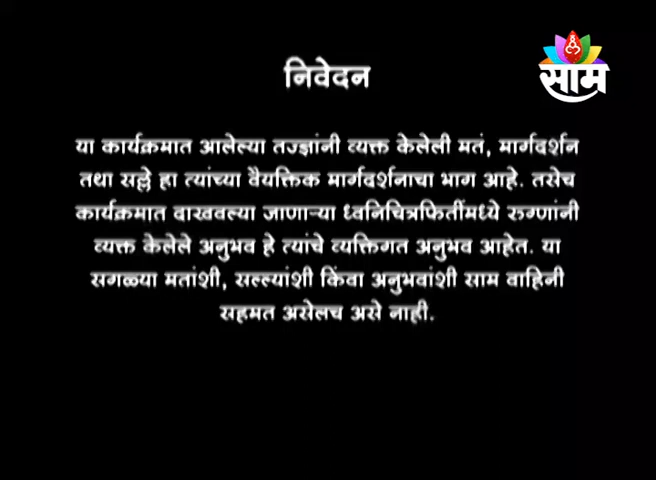 निवेदन
साम
या कार्यक्रमात आलेल्या तज्ज्ञांनी व्यक्त केलेली मतं, मार्गदर्शन
तथा सल्ले हा त्यांच्या वैयक्तिक मार्गदर्शनाचा भाग आहे. तसेच
कार्यक्रमात दाखवल्या जाणाऱ्या ध्वनिचित्रफितींमध्ये रुग्णांनी
व्यक्त केलेले अनुभव हे त्यांचे व्यक्तिगत अनुभव आहेत. या
सगळ्या मतांशी, सल्ल्यांशी किंवा अनुभवांशी साम वाहिनी
सहमत असेलच असे नाही.